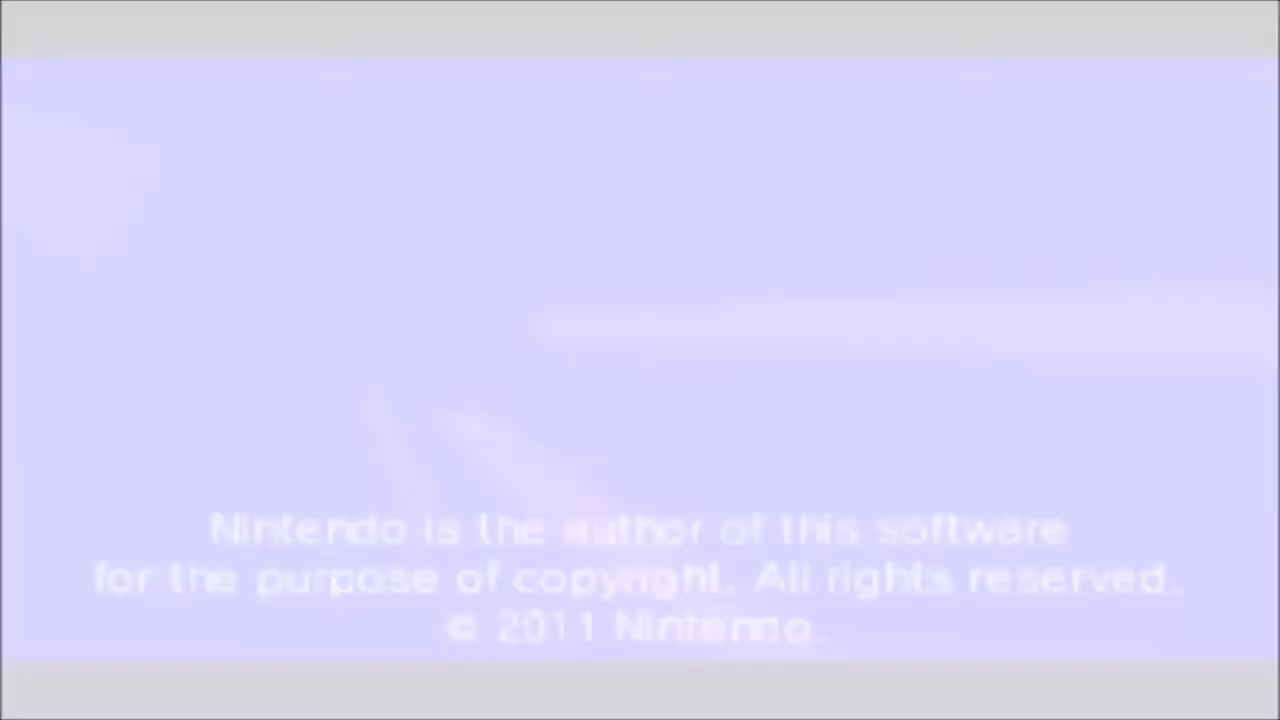 Nintendo is the author of this software
for the purpose of copyright. All rights reserved.
© 2011 Nintendo